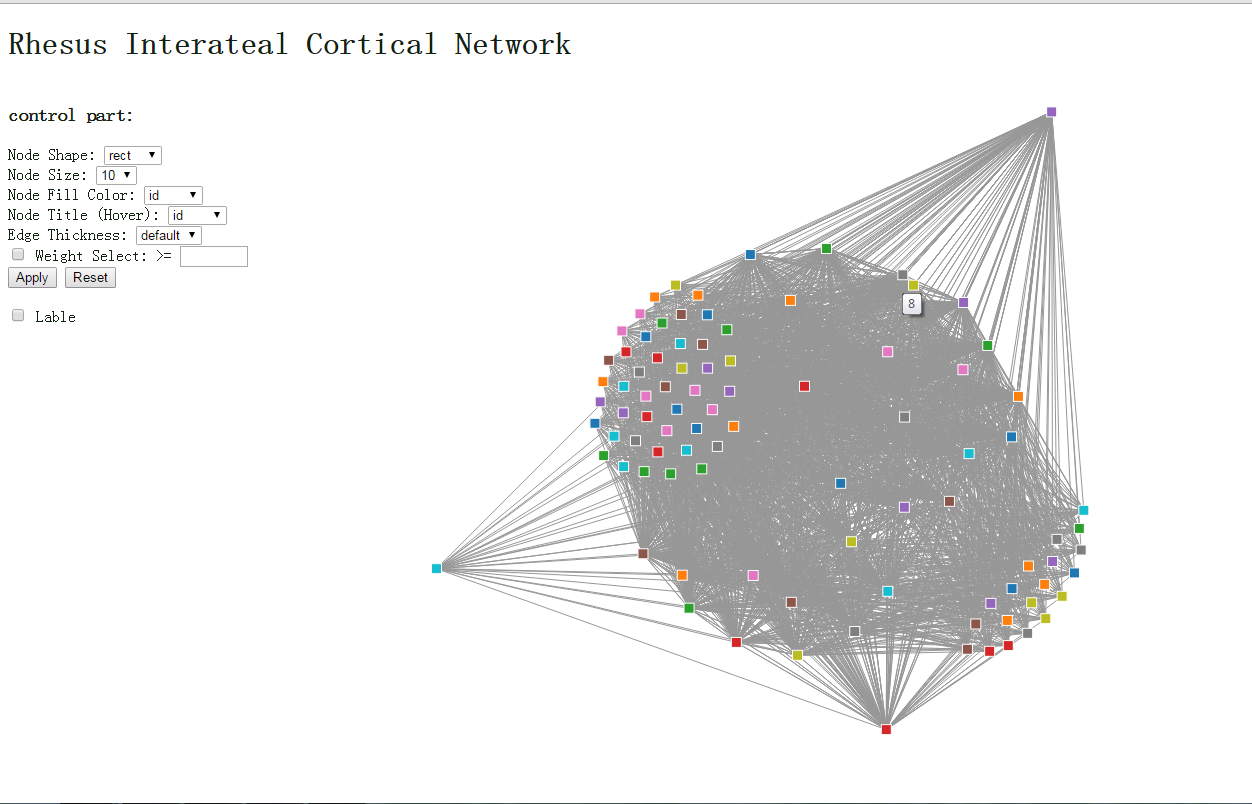 Rhesus Interateal Cortical Network
control part:
Node Shape: rect
Node Size: 10
Node Fill Color: id
Node Title (Hover): id
Edge Thickness: default
Weight Select: >=
Apply Reset
Lable
8